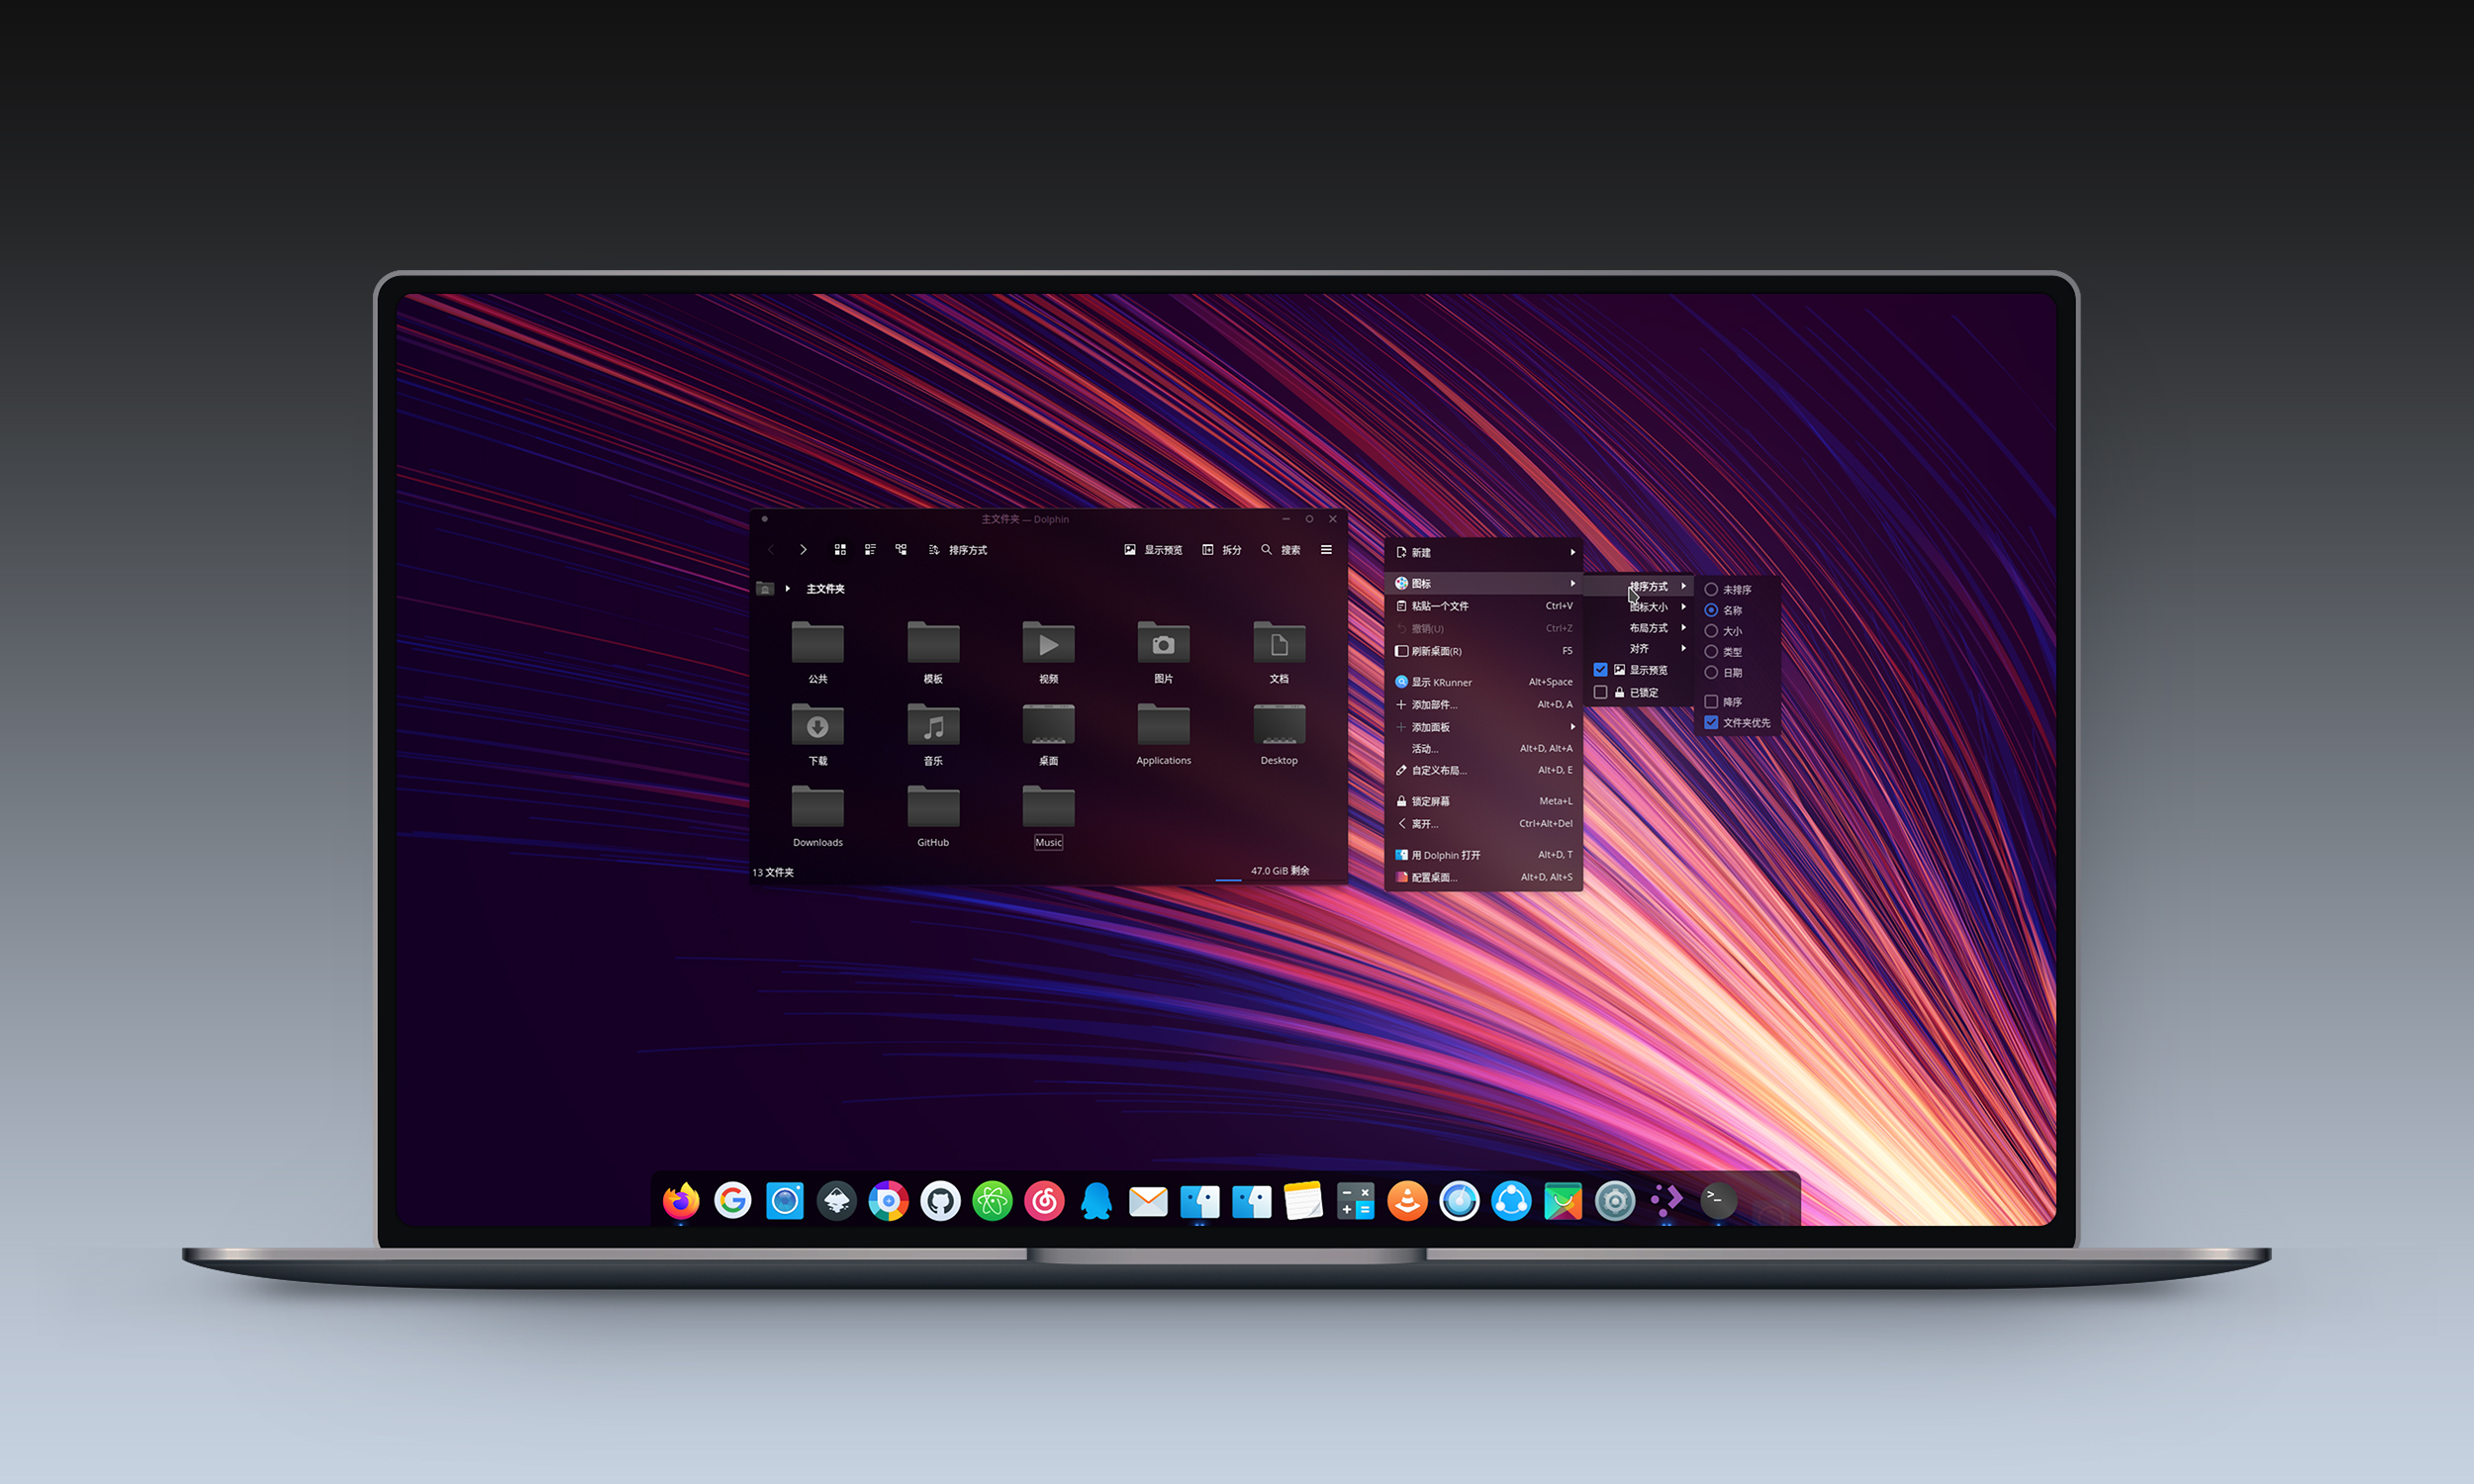 主文件夹 — Dolphin
排序方式
显示预览
拆分
搜索
主文件夹
公共
模板
视频
图片
文档
下载
音乐
桌面
Applications
Desktop
Downloads
GitHub
Music
13 文件夹
47.0 GiB 剩余
新建
图标
粘贴一个文件 Ctrl+V
撤销(U) Ctrl+Z
刷新桌面(R) F5
显示 KRunner Alt+Space
添加部件... Alt+D, A
添加面板
活动... Alt+D, Alt+A
自定义布局... Alt+D, E
锁定屏幕 Meta+L
离开... Ctrl+Alt+Del
用 Dolphin 打开 Alt+D, T
配置桌面... Alt+D, Alt+S
排序方式
图标大小
布局方式
对齐
显示预览
已锁定
未排序
名称
大小
类型
日期
降序
文件夹优先